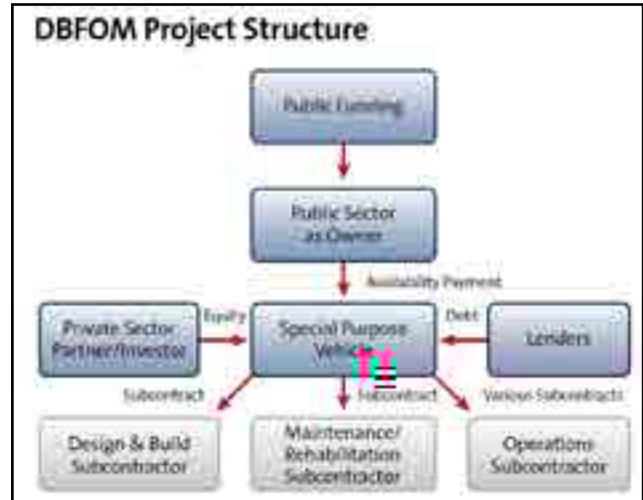 DBFOM Project Structure
Public Funding
Public Sector
as Owner
Availability Payment
Equity
Debt
Private Sector
Partner/Investor
Special Purpose
Vehicle
Lenders
Subcontract
Subcontract
Various Subcontracts
Design & Build
Subcontractor
Maintenance/
Rehabilitation
Subcontractor
Operations
Subcontractor